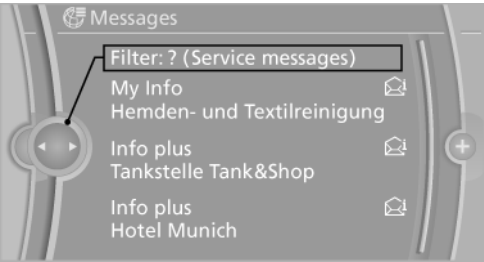 Messages
Filter: ? (Service messages)
My Info
Hemden- und Textilreinigung
Info plus
Tankstelle Tank&Shop
Info plus
Hotel Munich